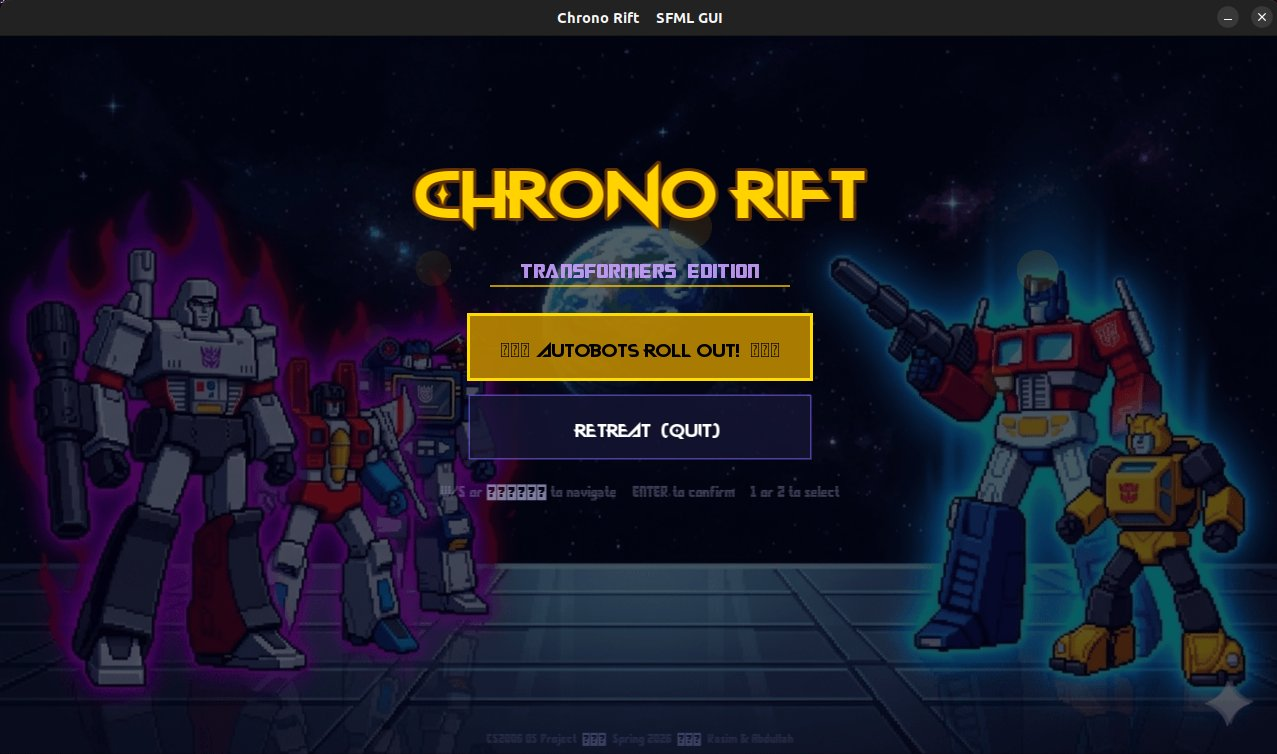 Chrono Rift SFML GUI
CHRONO RIFT
TRANSFORMERS EDITION
▯▯▯ AUTOBOTS ROLL OUT! ▯▯▯
RETREAT (QUIT)
W/S or ▯▯▯▯▯▯ to navigate ENTER to confirm 1 or 2 to select
CS2006 OS Project ▯▯▯ Spring 2026 ▯▯▯ Kasim & Abdullah